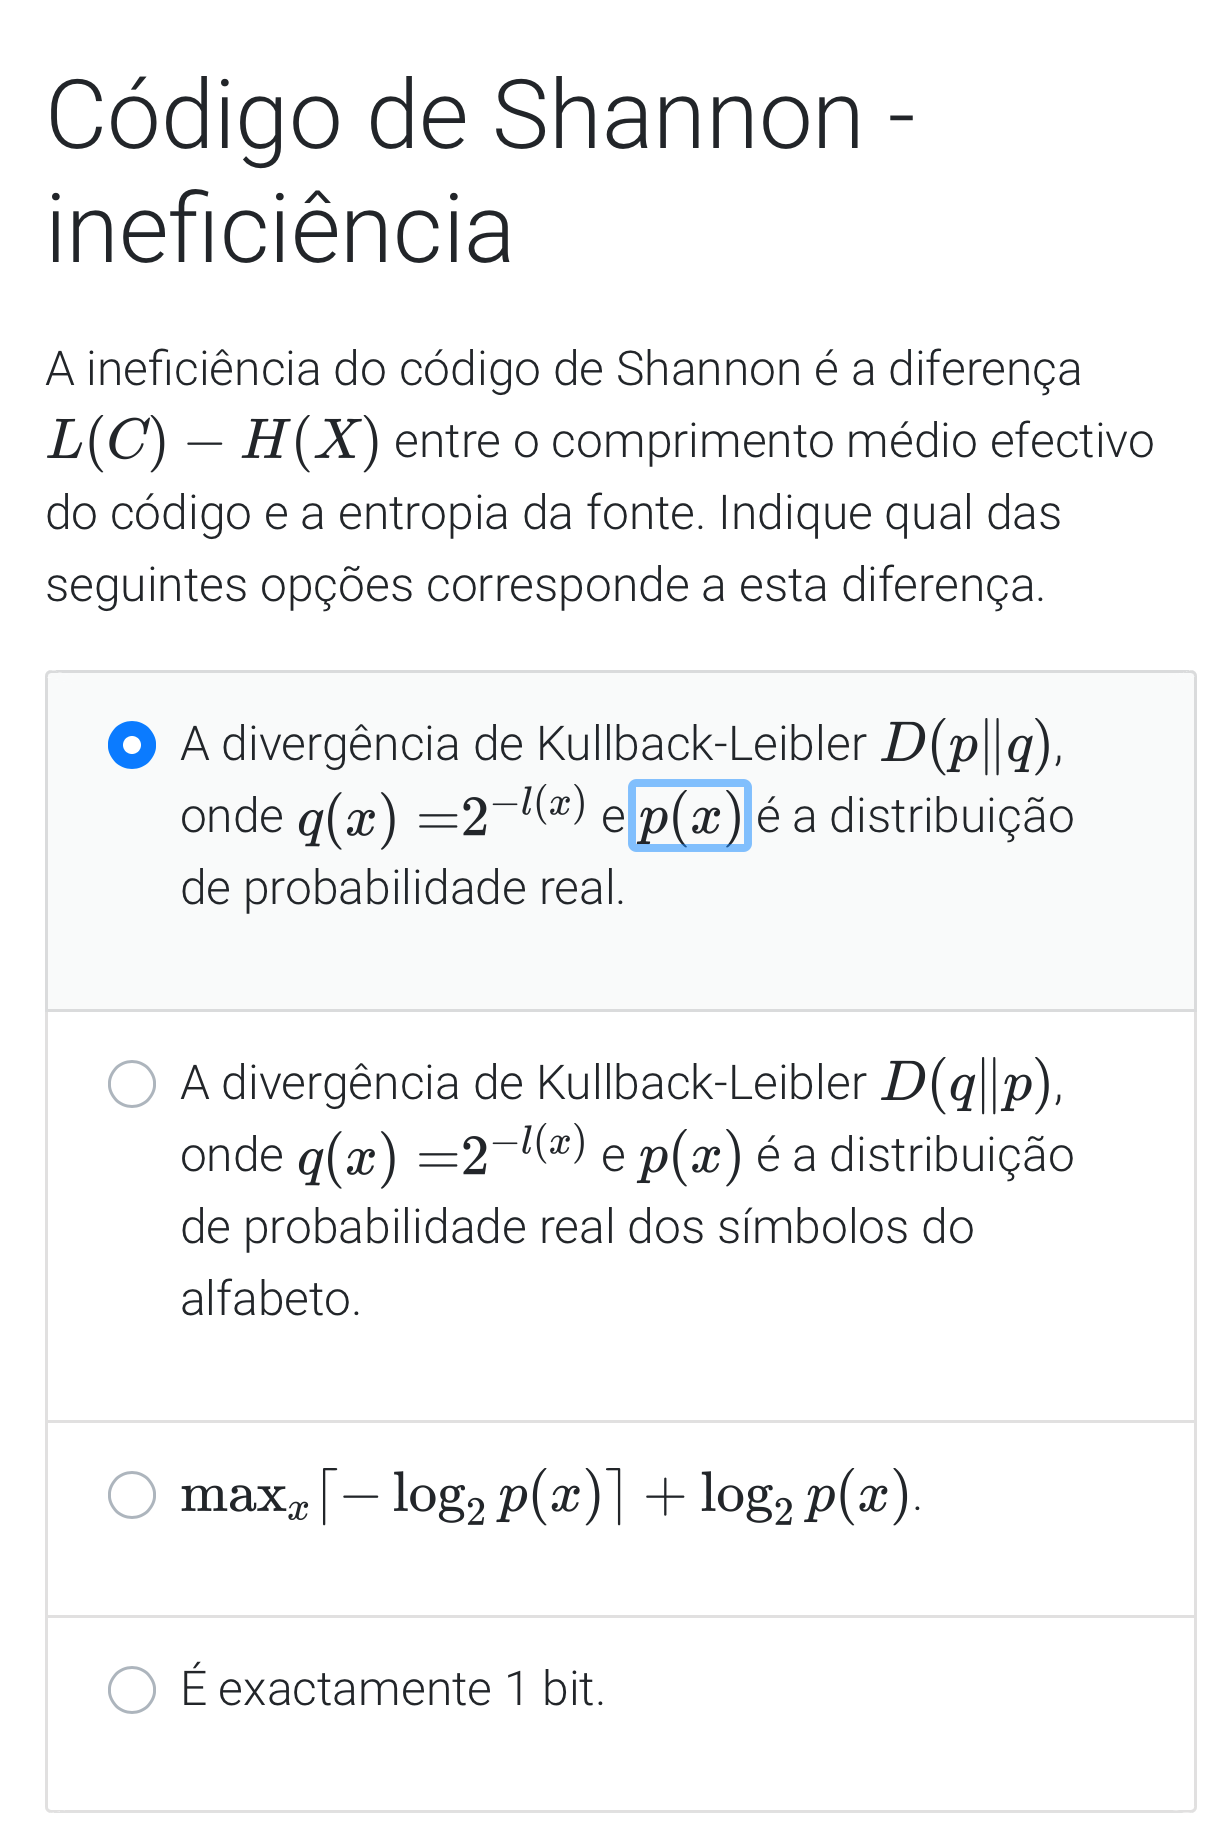 Código de Shannon -
ineficiência
A ineficiência do código de Shannon é a diferença
L(C) − H(X) entre o comprimento médio efectivo
do código e a entropia da fonte. Indique qual das
seguintes opções corresponde a esta diferença.
A divergência de Kullback-Leibler D(p||q),
onde q(x) =2^{−l(x)} e p(x) é a distribuição
de probabilidade real.
A divergência de Kullback-Leibler D(q||p),
onde q(x) =2^{−l(x)} e p(x) é a distribuição
de probabilidade real dos símbolos do
alfabeto.
max_x⌈− log_2 p(x)⌉ + log_2 p(x).
É exactamente 1 bit.